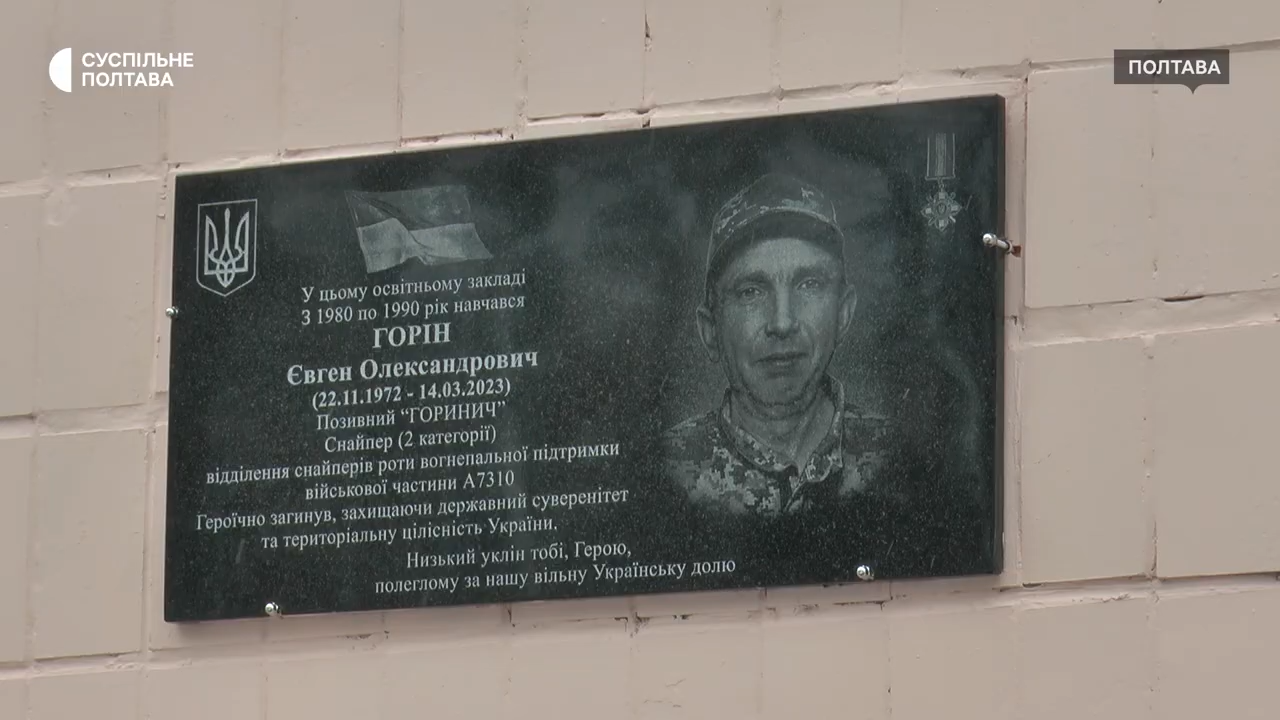 СУСПІЛЬНЕ
ПОЛТАВА
ПОЛТАВА
У цьому освітньому закладі
З 1980 по 1990 рік навчався
ГОРІН
Євген Олександрович
(22.11.1972 - 14.03.2023)
Позивний “ГОРИНИЧ”
Снайпер (2 категорії)
відділення снайперів роти вогнепальної підтримки
військової частини А7310
Героїчно загинув, захищаючи державний суверенітет
та територіальну цілісність України.
Низький уклін тобі, Герою,
полеглому за нашу вільну Українську долю